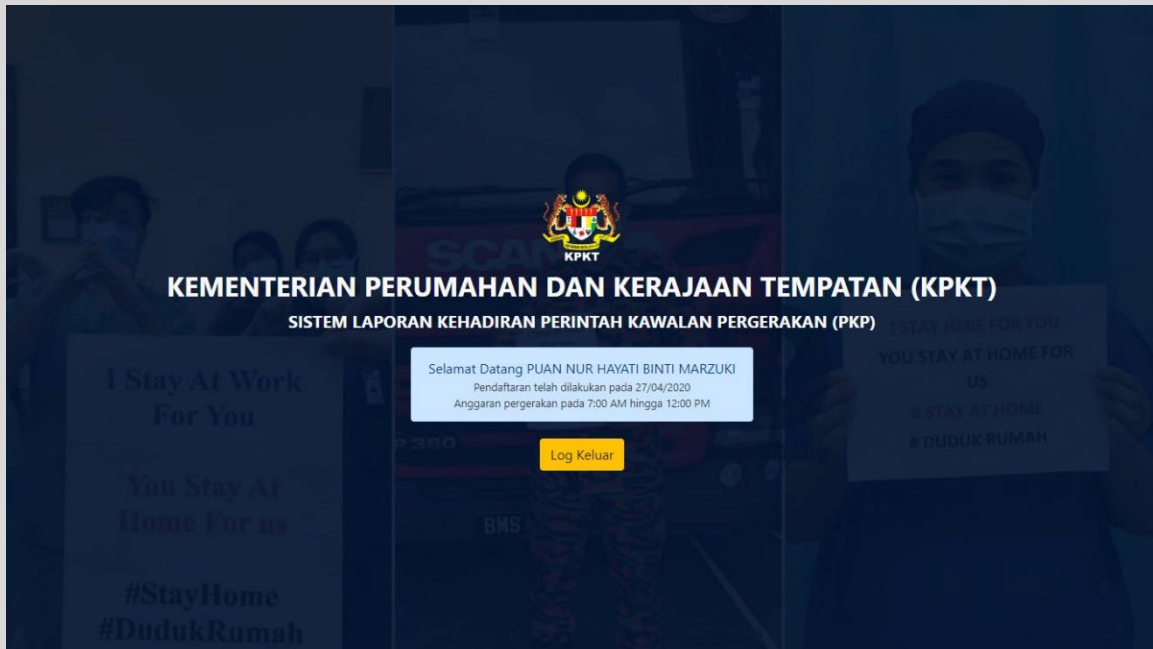 KPKT
KEMENTERIAN PERUMAHAN DAN KERAJAAN TEMPATAN (KPKT)
SISTEM LAPORAN KEHADIRAN PERINTAH KAWALAN PERGERAKAN (PKP)
Selamat Datang PUAN NUR HAYATI BINTI MARZUKI
Pendaftaran telah dilakukan pada 27/04/2020
Anggaran pergerakan pada 7:00 AM hingga 12:00 PM
Log Keluar
I Stay At Work
For You
You Stay At
Home For us
#StayHome
#DudukRumah
P 360
BMS
I STAY HERE FOR YOU
YOU STAY AT HOME FOR
US
# STAY AT HOME
# DUDUK RUMAH